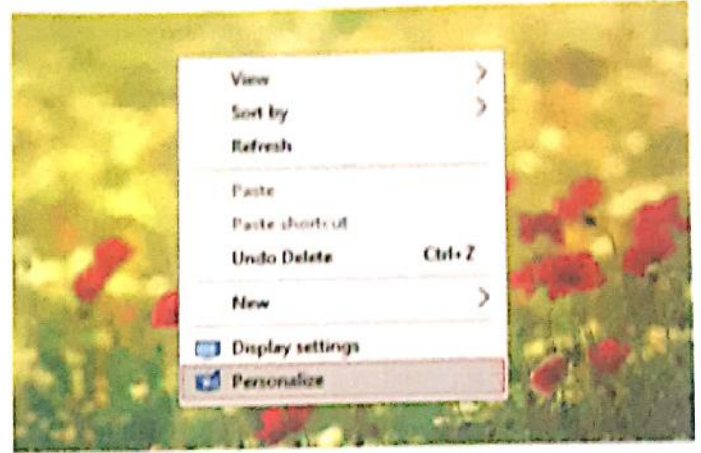 View
Sort by
Refresh
Paste
Paste shortcut
Undo Delete Ctrl+Z
New
Display settings
Personalize